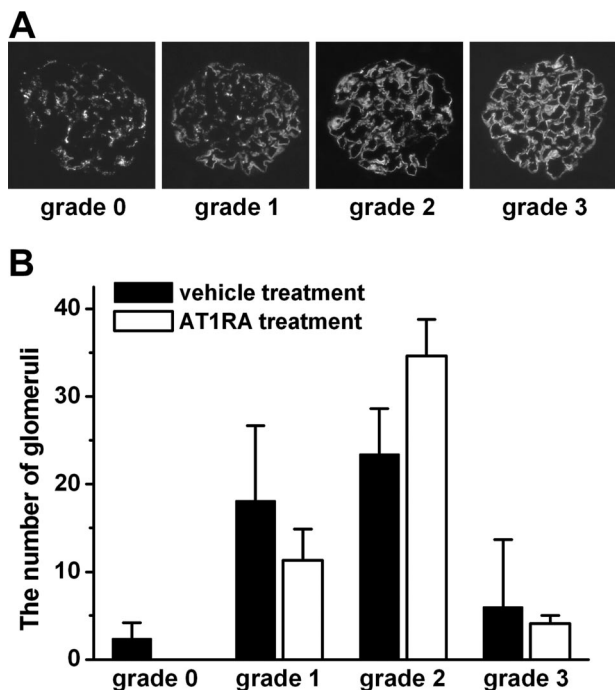 A
grade 0 grade 1 grade 2 grade 3
B
vehicle treatment
AT1RA treatment
The number of glomeruli
40
30
20
10
0
grade 0 grade 1 grade 2 grade 3